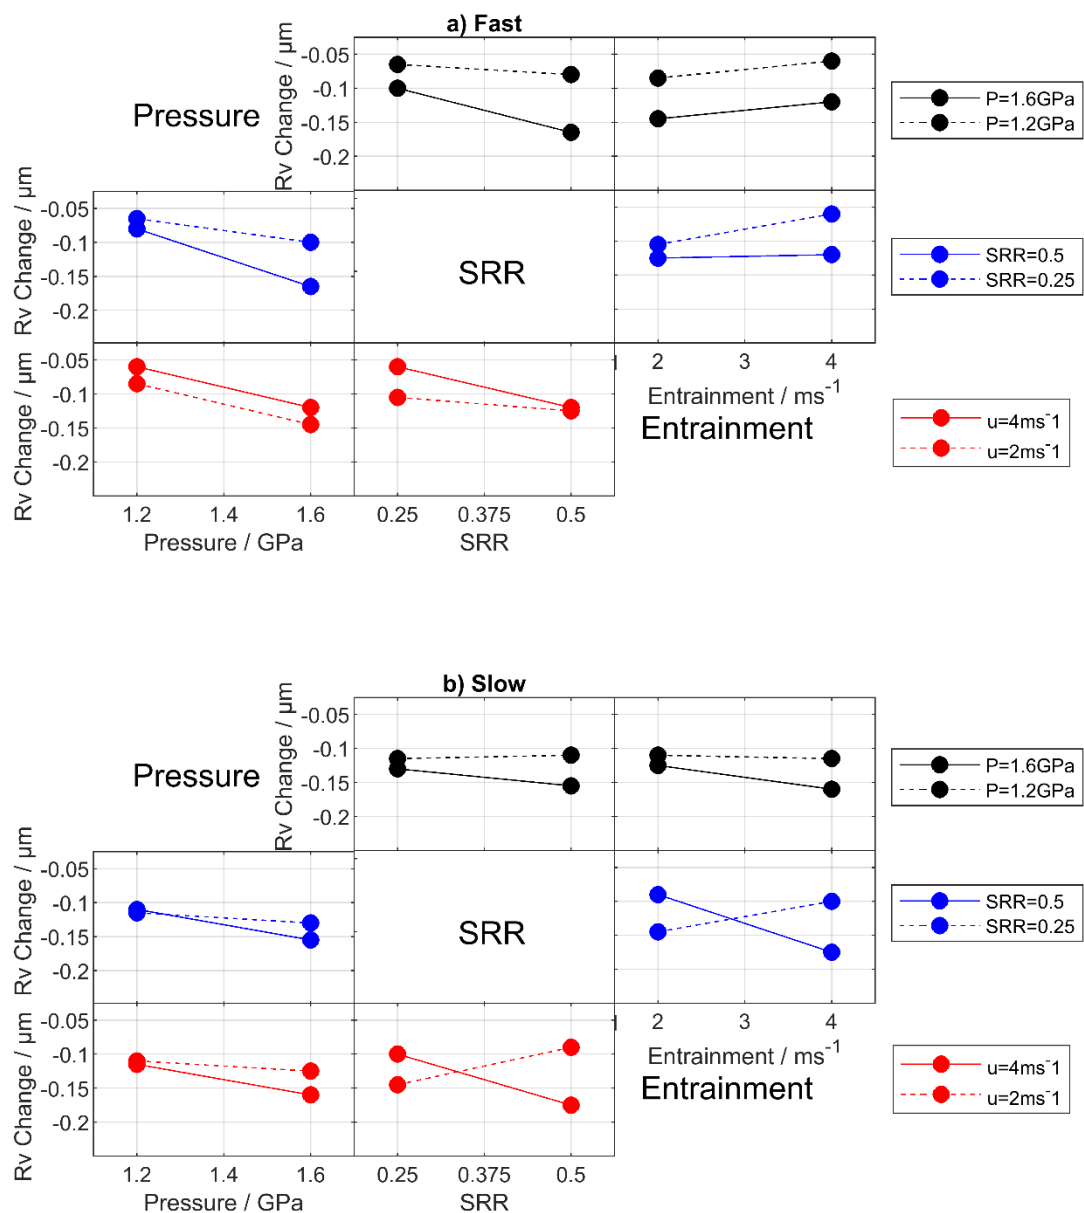 a) Fast
Rv Change / µm
-0.05
-0.1
-0.15
-0.2
Pressure
P=1.6GPa
P=1.2GPa
Rv Change / µm
-0.05
-0.1
-0.15
-0.2
SRR
SRR=0.5
SRR=0.25
Rv Change / µm
-0.05
-0.1
-0.15
-0.2
2 3 4
Entrainment / ms-1
Entrainment
u=4ms-1
u=2ms-1
1.2 1.4 1.6
Pressure / GPa
0.25 0.375 0.5
SRR
b) Slow
Rv Change / µm
-0.05
-0.1
-0.15
-0.2
Pressure
P=1.6GPa
P=1.2GPa
Rv Change / µm
-0.05
-0.1
-0.15
-0.2
SRR
SRR=0.5
SRR=0.25
Rv Change / µm
-0.05
-0.1
-0.15
-0.2
2 3 4
Entrainment / ms-1
Entrainment
u=4ms-1
u=2ms-1
1.2 1.4 1.6
Pressure / GPa
0.25 0.375 0.5
SRR